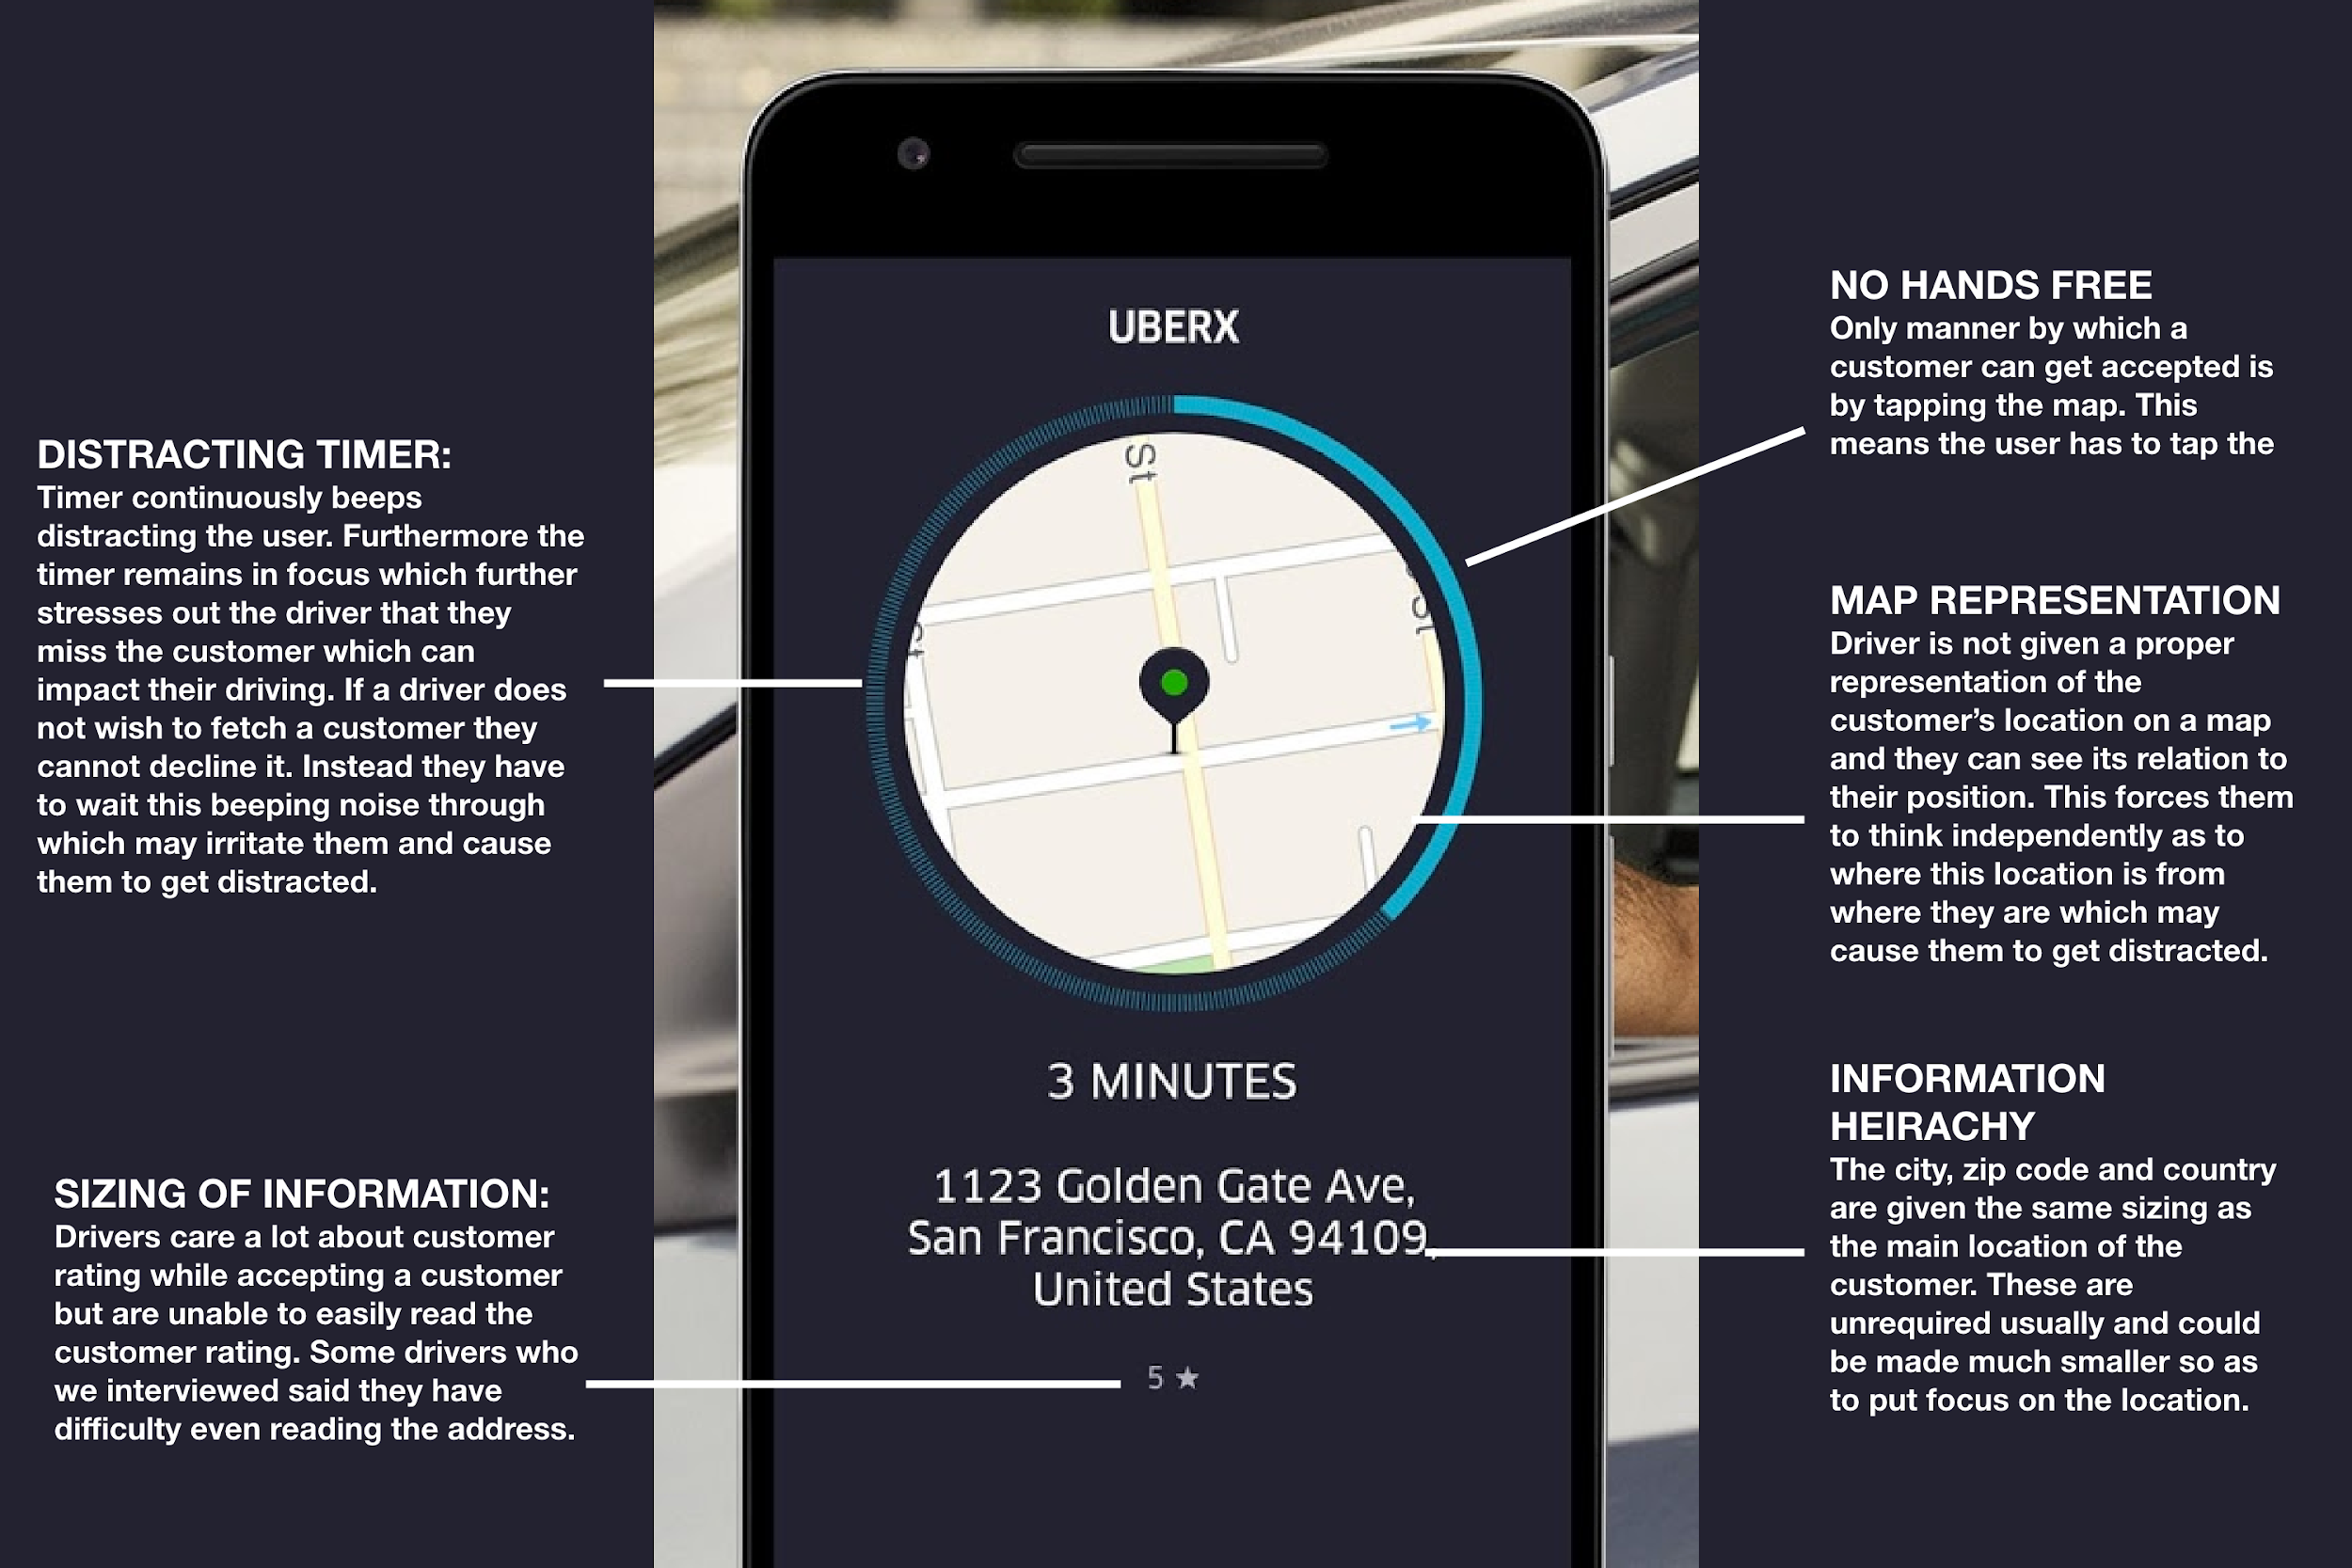 DISTRACTING TIMER:
Timer continuously beeps
distracting the user. Furthermore the
timer remains in focus which further
stresses out the driver that they
miss the customer which can
impact their driving. If a driver does
not wish to fetch a customer they
cannot decline it. Instead they have
to wait this beeping noise through
which may irritate them and cause
them to get distracted.
SIZING OF INFORMATION:
Drivers care a lot about customer
rating while accepting a customer
but are unable to easily read the
customer rating. Some drivers who
we interviewed said they have
difficulty even reading the address.
UBERX
St
St
3 MINUTES
1123 Golden Gate Ave,
San Francisco, CA 94109,
United States
5 ★
NO HANDS FREE
Only manner by which a
customer can get accepted is
by tapping the map. This
means the user has to tap the
MAP REPRESENTATION
Driver is not given a proper
representation of the
customer’s location on a map
and they can see its relation to
their position. This forces them
to think independently as to
where this location is from
where they are which may
cause them to get distracted.
INFORMATION
HEIRACHY
The city, zip code and country
are given the same sizing as
the main location of the
customer. These are
unrequired usually and could
be made much smaller so as
to put focus on the location.